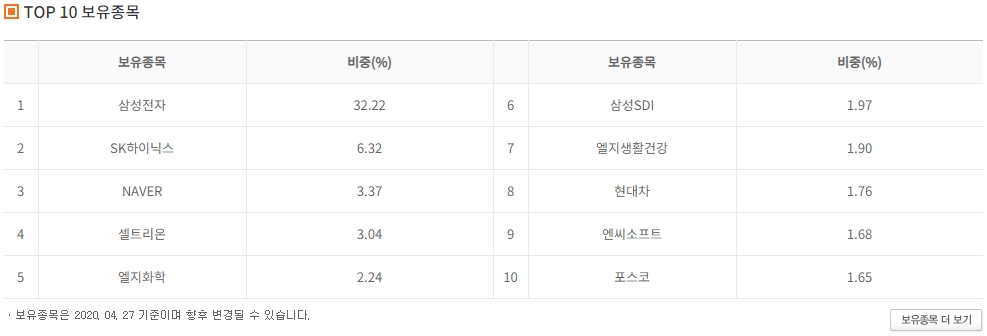 TOP 10 보유종목
보유종목 비중(%) 보유종목 비중(%)
1 삼성전자 32.22 6 삼성SDI 1.97
2 SK하이닉스 6.32 7 엘지생활건강 1.90
3 NAVER 3.37 8 현대차 1.76
4 셀트리온 3.04 9 엔씨소프트 1.68
5 엘지화학 2.24 10 포스코 1.65
· 보유종목은 2020. 04. 27 기준이며 향후 변경될 수 있습니다.
보유종목 더 보기